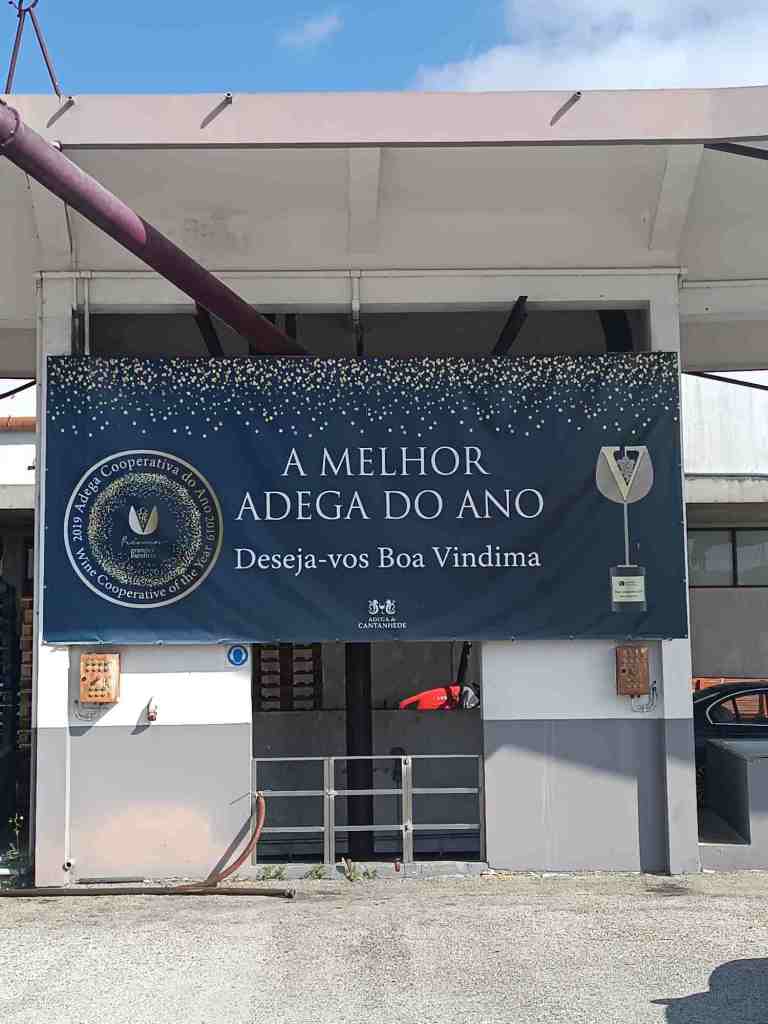 A MELHOR
ADEGA DO ANO
Deseja-vos Boa Vindima
2019 Adega Cooperativa do Ano 2019
Wine Cooperative of the Year
Prémios
ADEGA de
CANTANHEDE